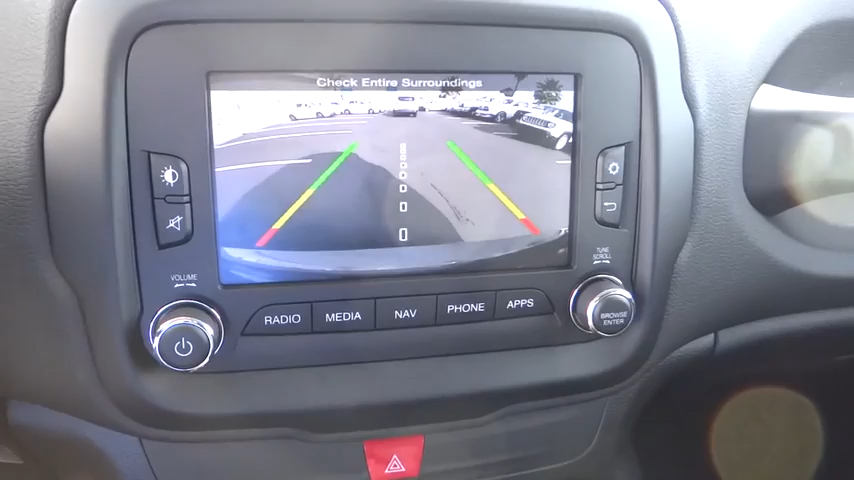 Check Entire Surroundings
VOLUME
TUNE
SCROLL
RADIO
MEDIA
NAV
PHONE
APPS
BROWSE
ENTER